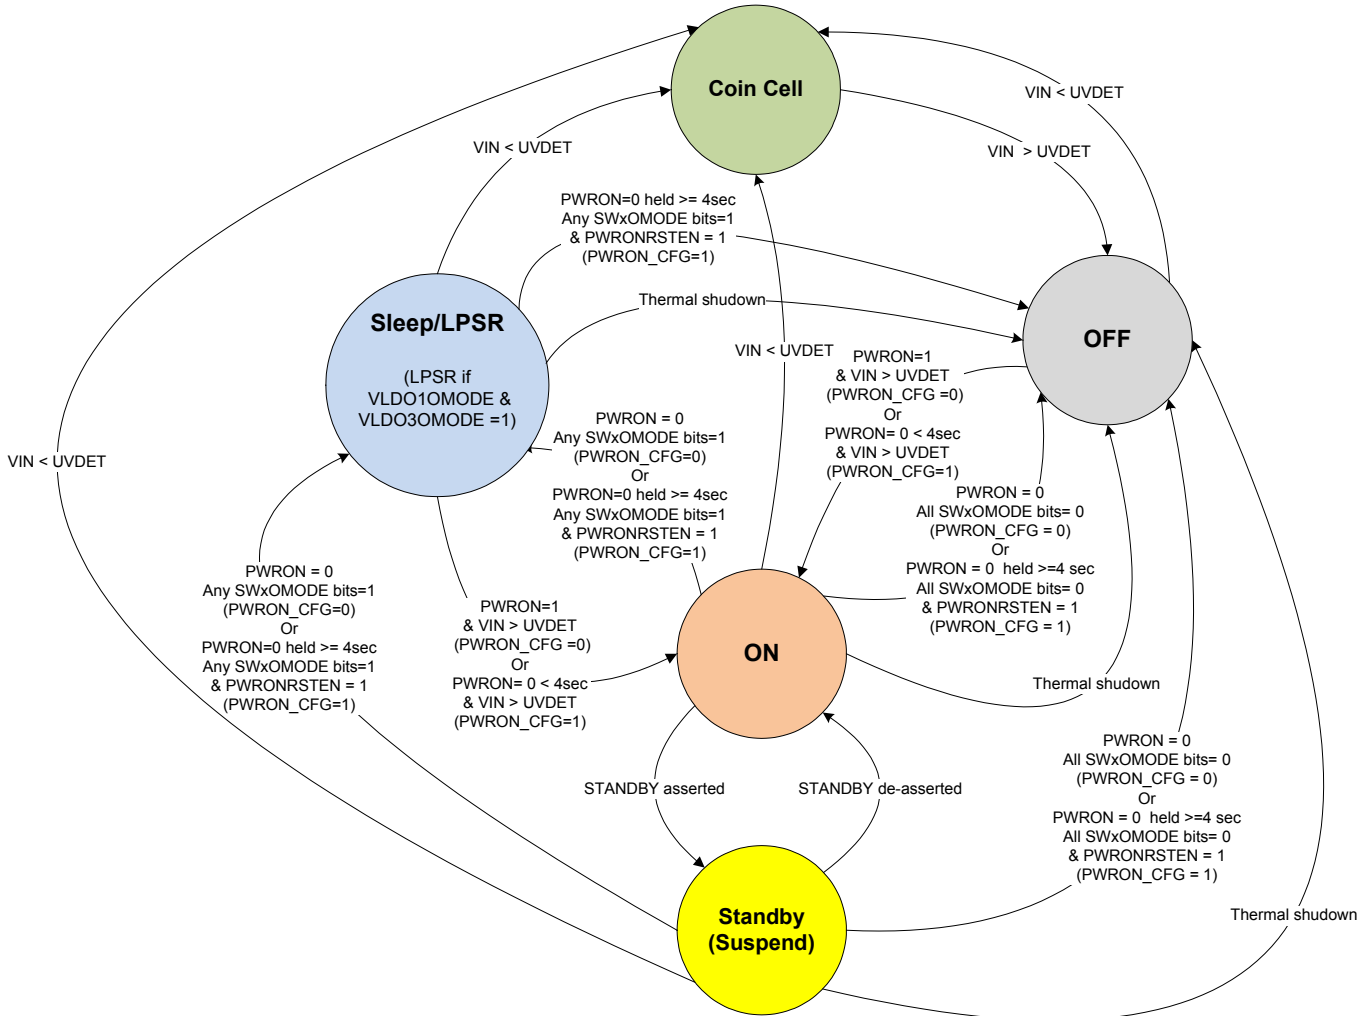 Coin Cell
VIN < UVDET
VIN < UVDET
VIN > UVDET
PWRON=0 held >= 4sec
Any SWxOMODE bits=1
& PWRONRSTEN = 1
(PWRON_CFG=1)
Thermal shudown
Sleep/LPSR
(LPSR if
VLDO1OMODE &
VLDO3OMODE =1)
OFF
VIN < UVDET
PWRON=1
& VIN > UVDET
(PWRON_CFG =0)
Or
PWRON= 0 < 4sec
& VIN > UVDET
(PWRON_CFG=1)
VIN < UVDET
PWRON = 0
Any SWxOMODE bits=1
(PWRON_CFG=0)
Or
PWRON=0 held >= 4sec
Any SWxOMODE bits=1
& PWRONRSTEN = 1
(PWRON_CFG=1)
PWRON = 0
All SWxOMODE bits= 0
(PWRON_CFG = 0)
Or
PWRON = 0 held >=4 sec
All SWxOMODE bits= 0
& PWRONRSTEN = 1
(PWRON_CFG = 1)
PWRON = 0
Any SWxOMODE bits=1
(PWRON_CFG=0)
Or
PWRON=0 held >= 4sec
Any SWxOMODE bits=1
& PWRONRSTEN = 1
(PWRON_CFG=1)
PWRON=1
& VIN > UVDET
(PWRON_CFG =0)
Or
PWRON= 0 < 4sec
& VIN > UVDET
(PWRON_CFG=1)
ON
Thermal shudown
STANDBY asserted
STANDBY de-asserted
PWRON = 0
All SWxOMODE bits= 0
(PWRON_CFG = 0)
Or
PWRON = 0 held >=4 sec
All SWxOMODE bits= 0
& PWRONRSTEN = 1
(PWRON_CFG = 1)
Standby
(Suspend)
Thermal shudown